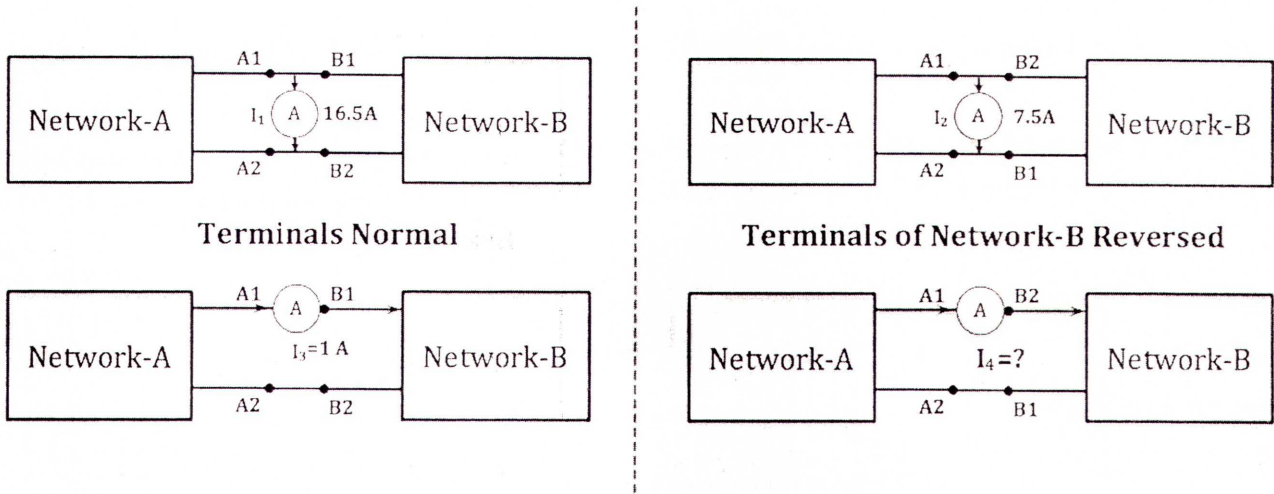 A1 B1
Network-A I₁ A 16.5A Network-B
A2 B2
Terminals Normal
A1 A B1
Network-A I₃=1 A Network-B
A2 B2
A1 B2
Network-A I₂ A 7.5A Network-B
A2 B1
Terminals of Network-B Reversed
A1 A B2
Network-A I₄=? Network-B
A2 B1